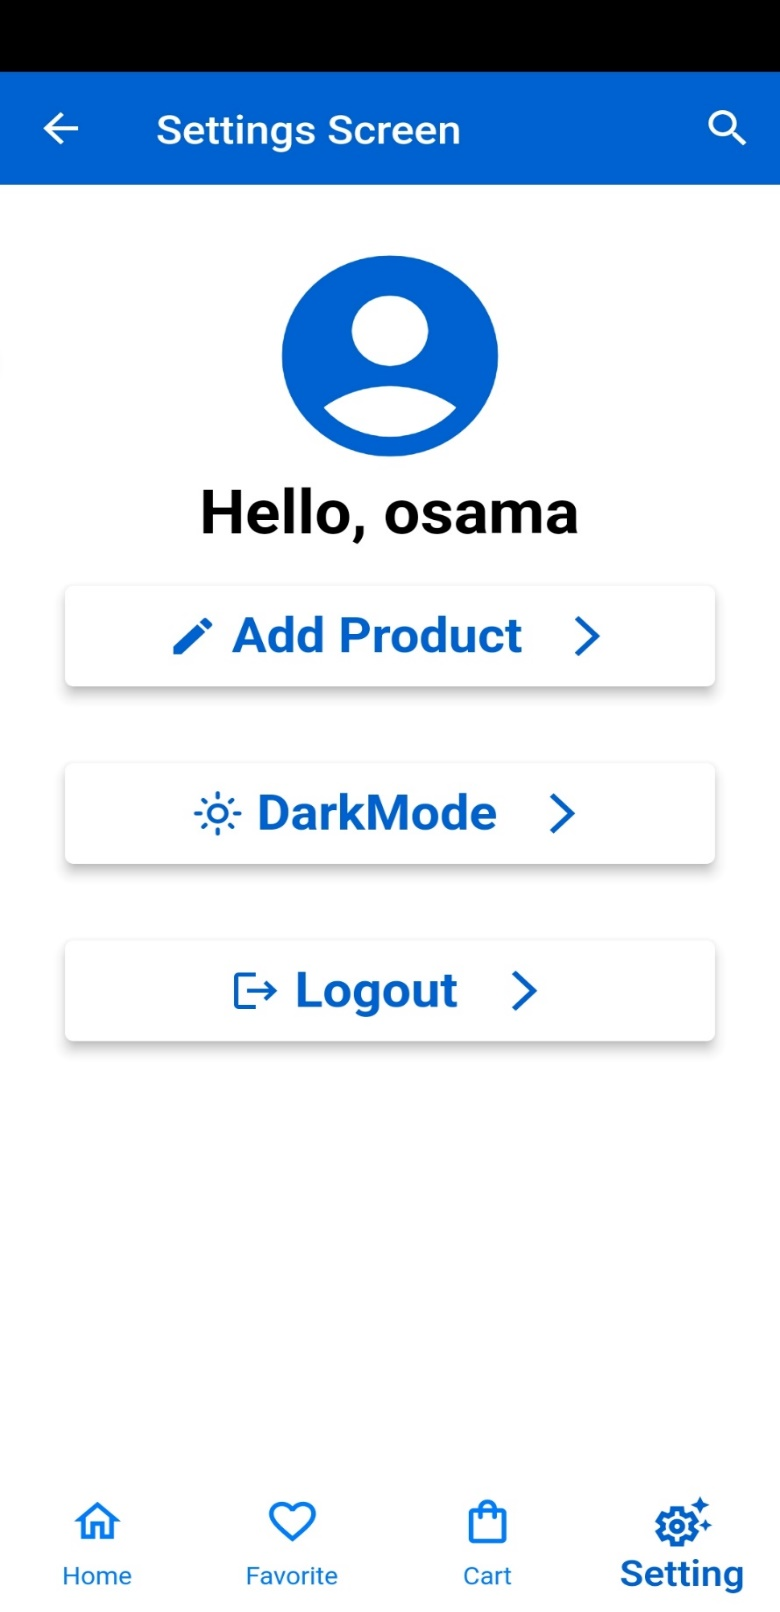 Settings Screen
Hello, osama
Add Product
DarkMode
Logout
Home
Favorite
Cart
Setting